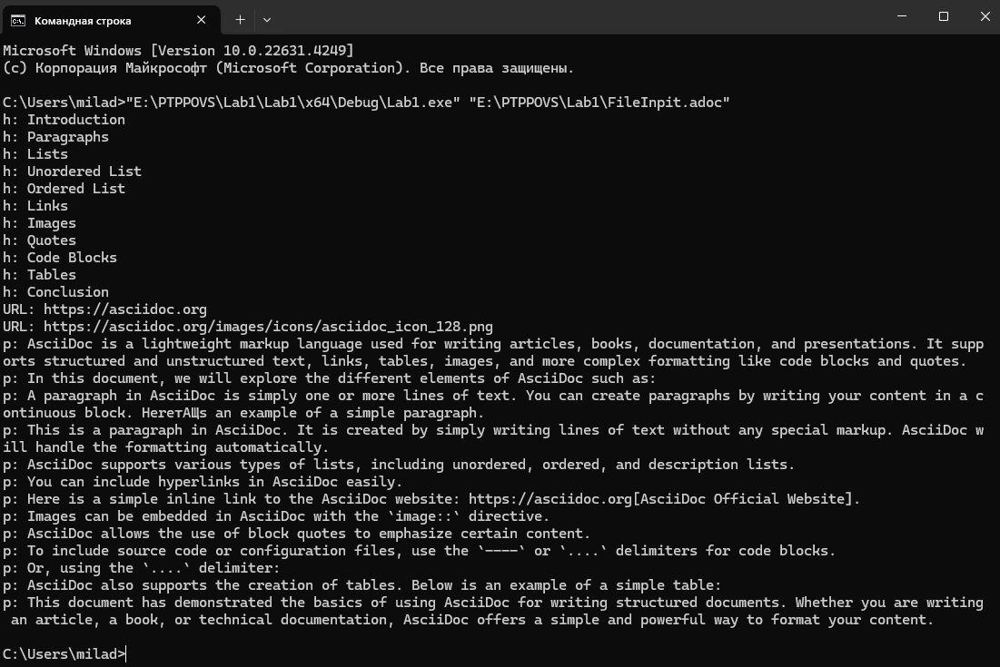 Командная строка
Microsoft Windows [Version 10.0.22631.4249]
(c) Корпорация Майкрософт (Microsoft Corporation). Все права защищены.
C:\Users\milad>"E:\PTPPOVS\Lab1\Lab1\x64\Debug\Lab1.exe" "E:\PTPPOVS\Lab1\FileInpit.adoc"
h: Introduction
h: Paragraphs
h: Lists
h: Unordered List
h: Ordered List
h: Links
h: Images
h: Quotes
h: Code Blocks
h: Tables
h: Conclusion
URL: https://asciidoc.org
URL: https://asciidoc.org/images/icons/asciidoc_icon_128.png
p: AsciiDoc is a lightweight markup language used for writing articles, books, documentation, and presentations. It supp
orts structured and unstructured text, links, tables, images, and more complex formatting like code blocks and quotes.
p: In this document, we will explore the different elements of AsciiDoc such as:
p: A paragraph in AsciiDoc is simply one or more lines of text. You can create paragraphs by writing your content in a c
ontinuous block. HereтАЩs an example of a simple paragraph.
p: This is a paragraph in AsciiDoc. It is created by simply writing lines of text without any special markup. AsciiDoc w
ill handle the formatting automatically.
p: AsciiDoc supports various types of lists, including unordered, ordered, and description lists.
p: You can include hyperlinks in AsciiDoc easily.
p: Here is a simple inline link to the AsciiDoc website: https://asciidoc.org[AsciiDoc Official Website].
p: Images can be embedded in AsciiDoc with the `image::` directive.
p: AsciiDoc allows the use of block quotes to emphasize certain content.
p: To include source code or configuration files, use the `----` or `....` delimiters for code blocks.
p: Or, using the `....` delimiter:
p: AsciiDoc also supports the creation of tables. Below is an example of a simple table:
p: This document has demonstrated the basics of using AsciiDoc for writing structured documents. Whether you are writing
 an article, a book, or technical documentation, AsciiDoc offers a simple and powerful way to format your content.
C:\Users\milad>